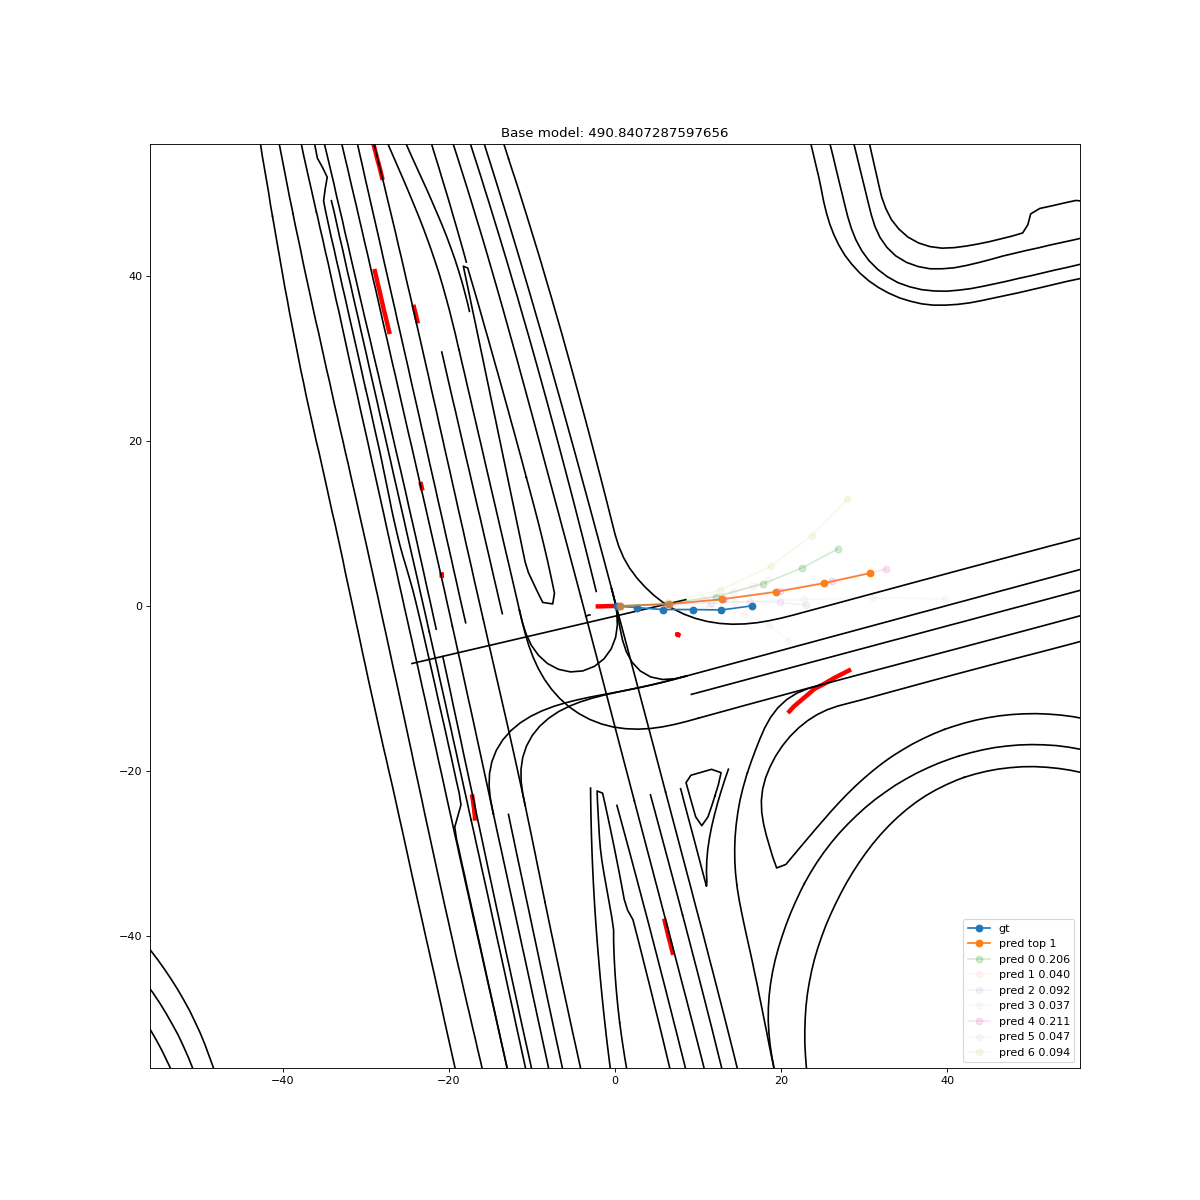 Base model: 490.8407287597656
40
20
0
−20
−40
−40
−20
0
20
40
gt
pred top 1
pred 0 0.206
pred 1 0.040
pred 2 0.092
pred 3 0.037
pred 4 0.211
pred 5 0.047
pred 6 0.094